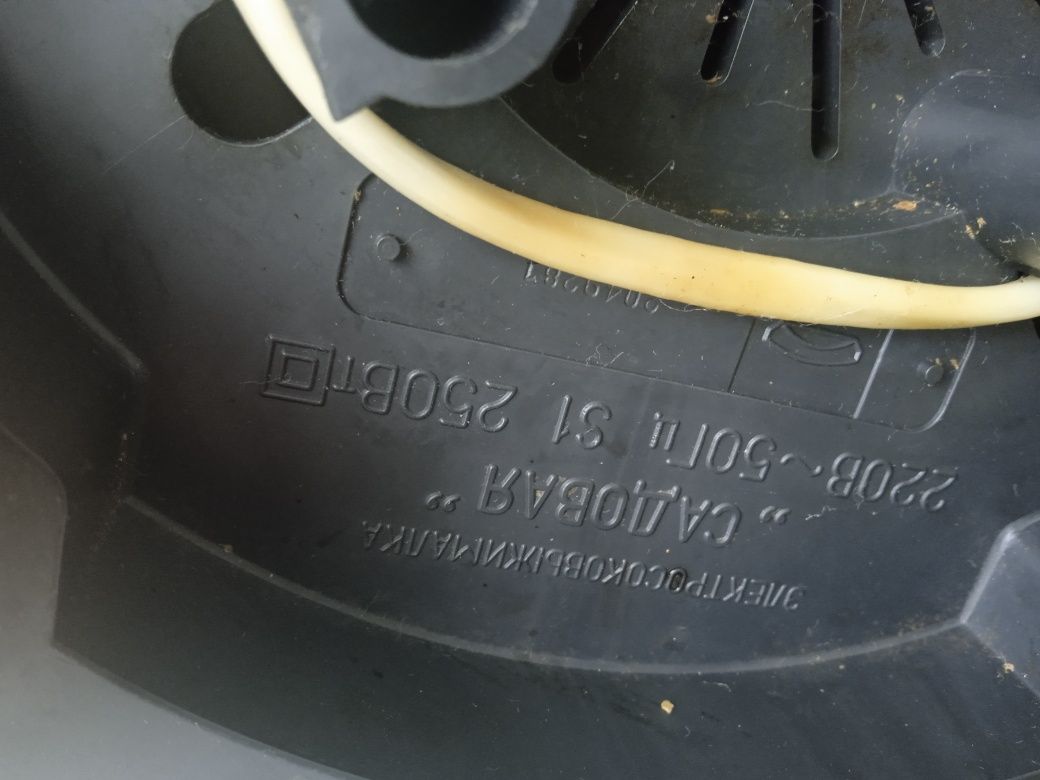 ЭЛЕКТРОСОКОВЫЖИМАЛКА
„ САДОВАЯ ”
220В~50Гц S1 250Вт